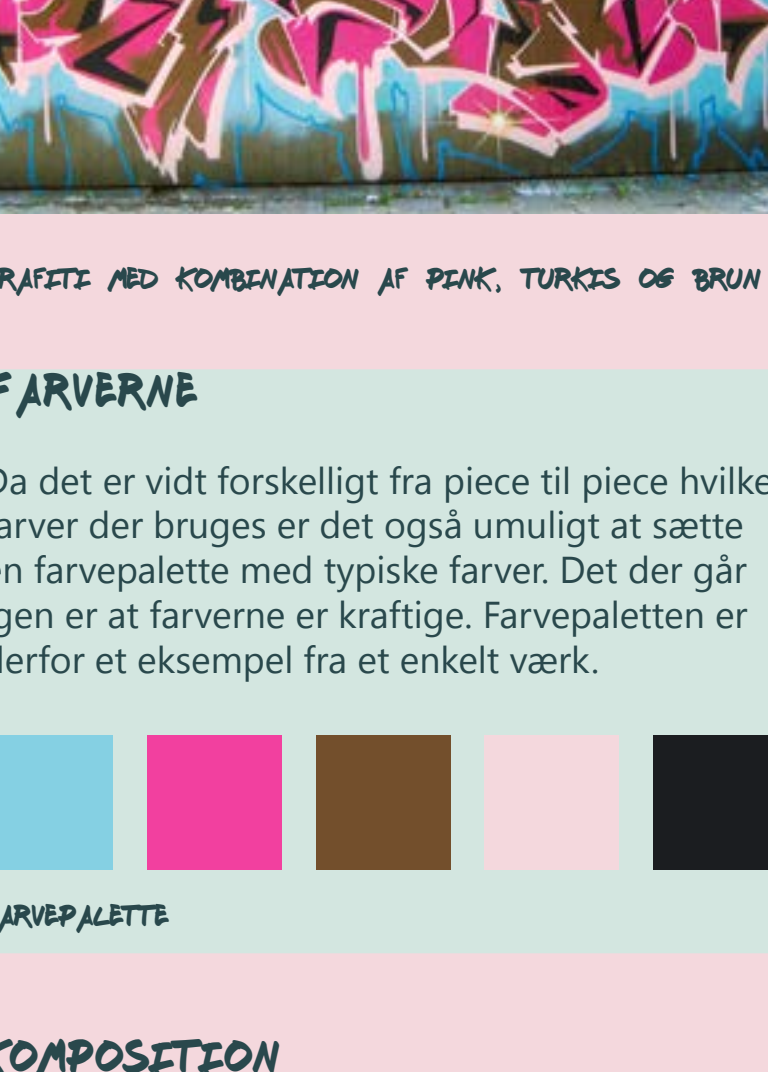 RAFITI MED KOMBINATION AF PINK, TURKIS OG BRUN
FARVERNE
Da det er vidt forskelligt fra piece til piece hvilke
arver der bruges er det også umuligt at sætte
en farvepalette med typiske farver. Det der går
gen er at farverne er kraftige. Farvepaletten er
derfor et eksempel fra et enkelt værk.
ARVEPALETTE
KOMPOSITION